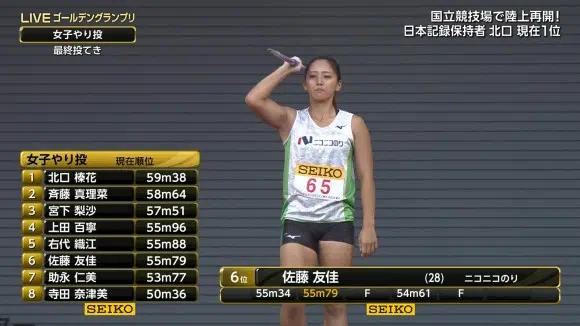 LIVE ゴールデングランプリ
女子やり投
最終投てき
国立競技場で陸上再開!
日本記録保持者 北口 現在1位
ニコニコのり
SEIKO
65
女子やり投 現在順位
1 北口 榛花 59m38
2 斉藤 真理菜 58m64
3 宮下 梨沙 57m51
4 上田 百寧 55m96
5 右代 織江 55m88
6 佐藤 友佳 55m79
7 助永 仁美 53m77
8 寺田 奈津美 50m36
SEIKO
6位 佐藤 友佳 (28) ニコニコのり
55m34 55m79 F 54m61 F
SEIKO